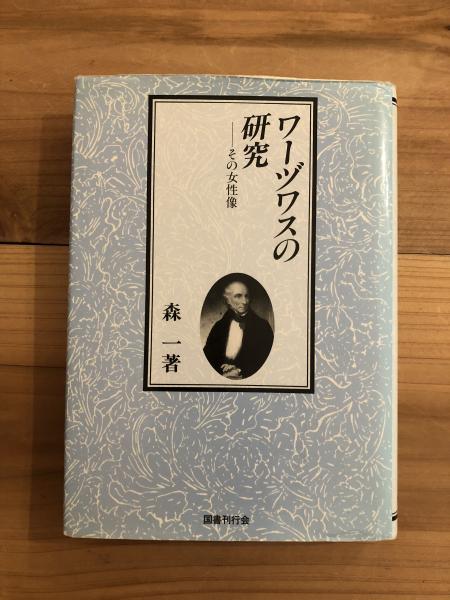 ワーヅワスの
研究
──その女性像
森 一著
国書刊行会